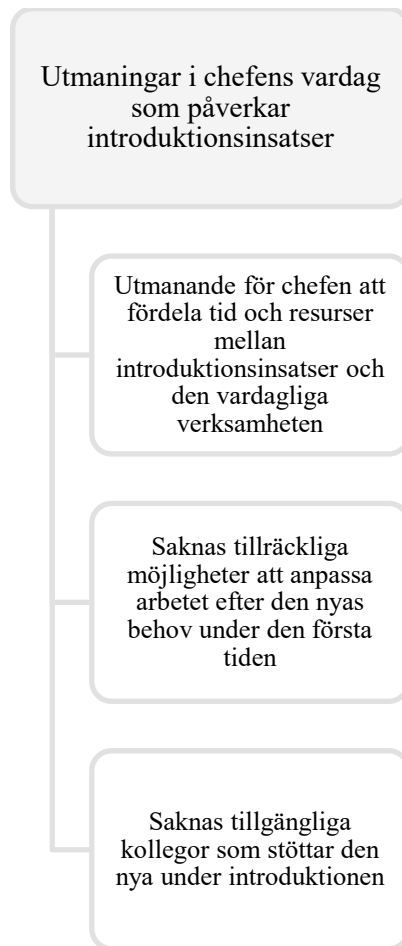 Utmaningar i chefens vardag
som påverkar
introduktionsinsatser
Utmanande för chefen att
fördela tid och resurser
mellan
introduktionsinsatser och
den vardagliga
verksamheten
Saknas tillräckliga
möjligheter att anpassa
arbetet efter den nyas
behov under den första
tiden
Saknas tillgängliga
kollegor som stöttar den
nya under introduktionen